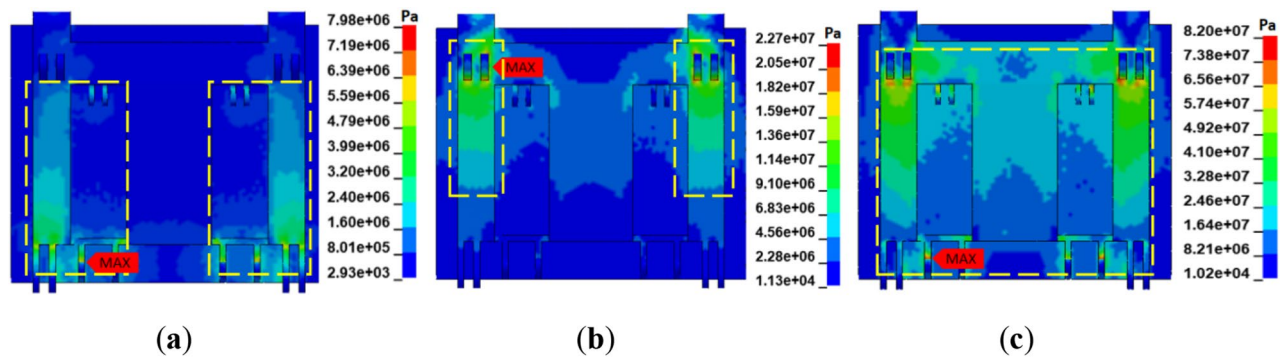 Pa
7.98e+06
7.19e+06
6.39e+06
5.59e+06
4.79e+06
3.99e+06
3.20e+06
2.40e+06
1.60e+06
8.01e+05
2.93e+03
MAX
(a)
Pa
2.27e+07
2.05e+07
1.82e+07
1.59e+07
1.36e+07
1.14e+07
9.10e+06
6.83e+06
4.56e+06
2.28e+06
1.13e+04
MAX
(b)
Pa
8.20e+07
7.38e+07
6.56e+07
5.74e+07
4.92e+07
4.10e+07
3.28e+07
2.46e+07
1.64e+07
8.21e+06
1.02e+04
MAX
(c)